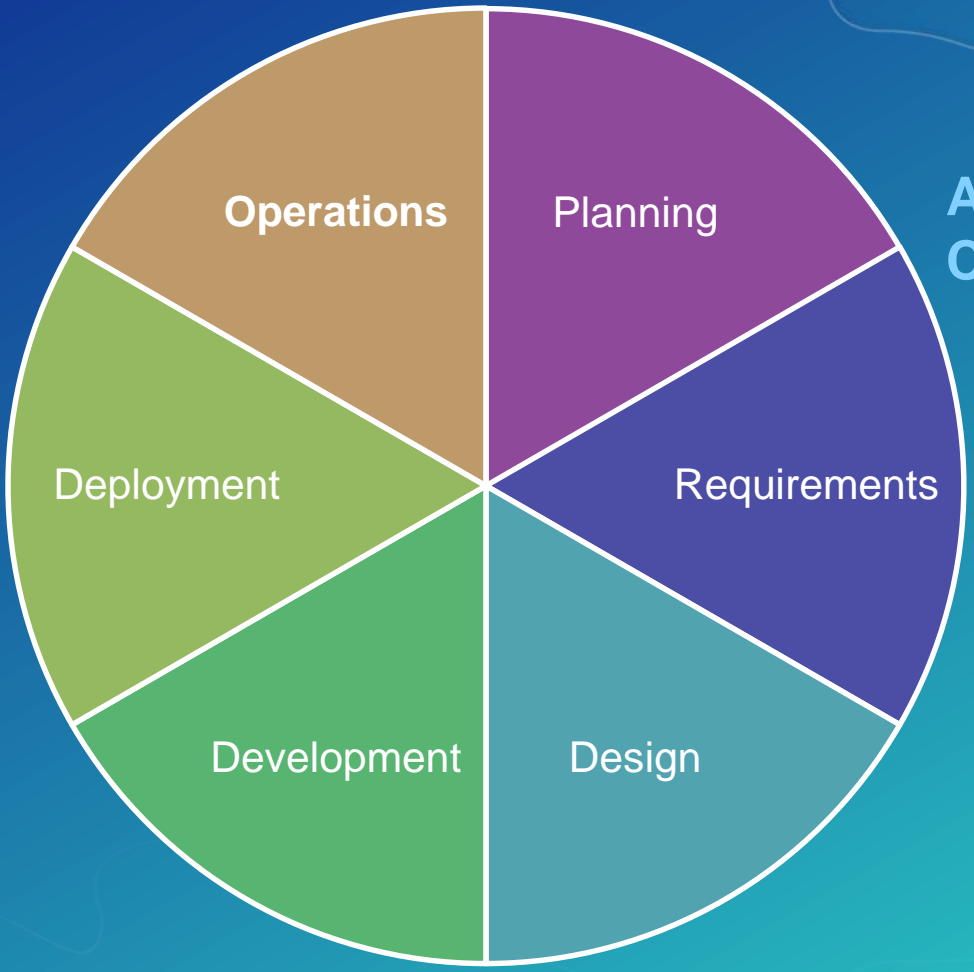 Operations
Planning
A
O
Deployment
Requirements
Development
Design